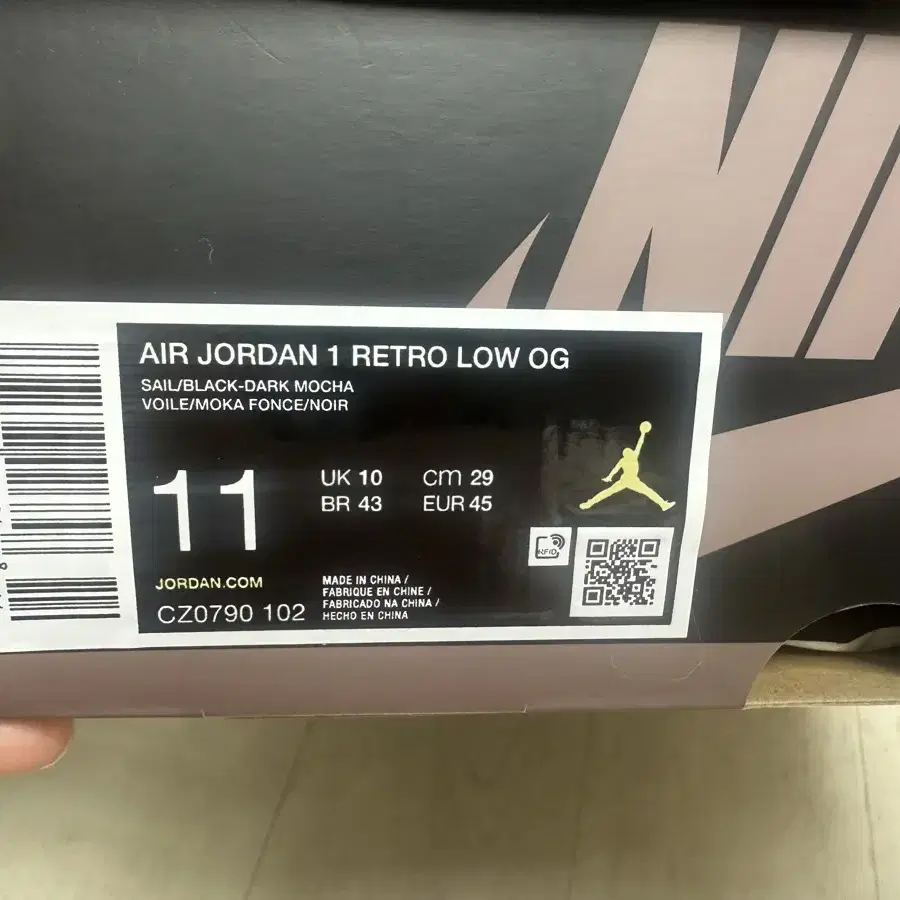 AIR JORDAN 1 RETRO LOW OG
SAIL/BLACK-DARK MOCHA
VOILE/MOKA FONCE/NOIR
11
UK 10 cm 29
BR 43 EUR 45
RFID
JORDAN.COM
CZ0790 102
MADE IN CHINA /
FABRIQUE EN CHINE /
FABRICADO NA CHINA /
HECHO EN CHINA